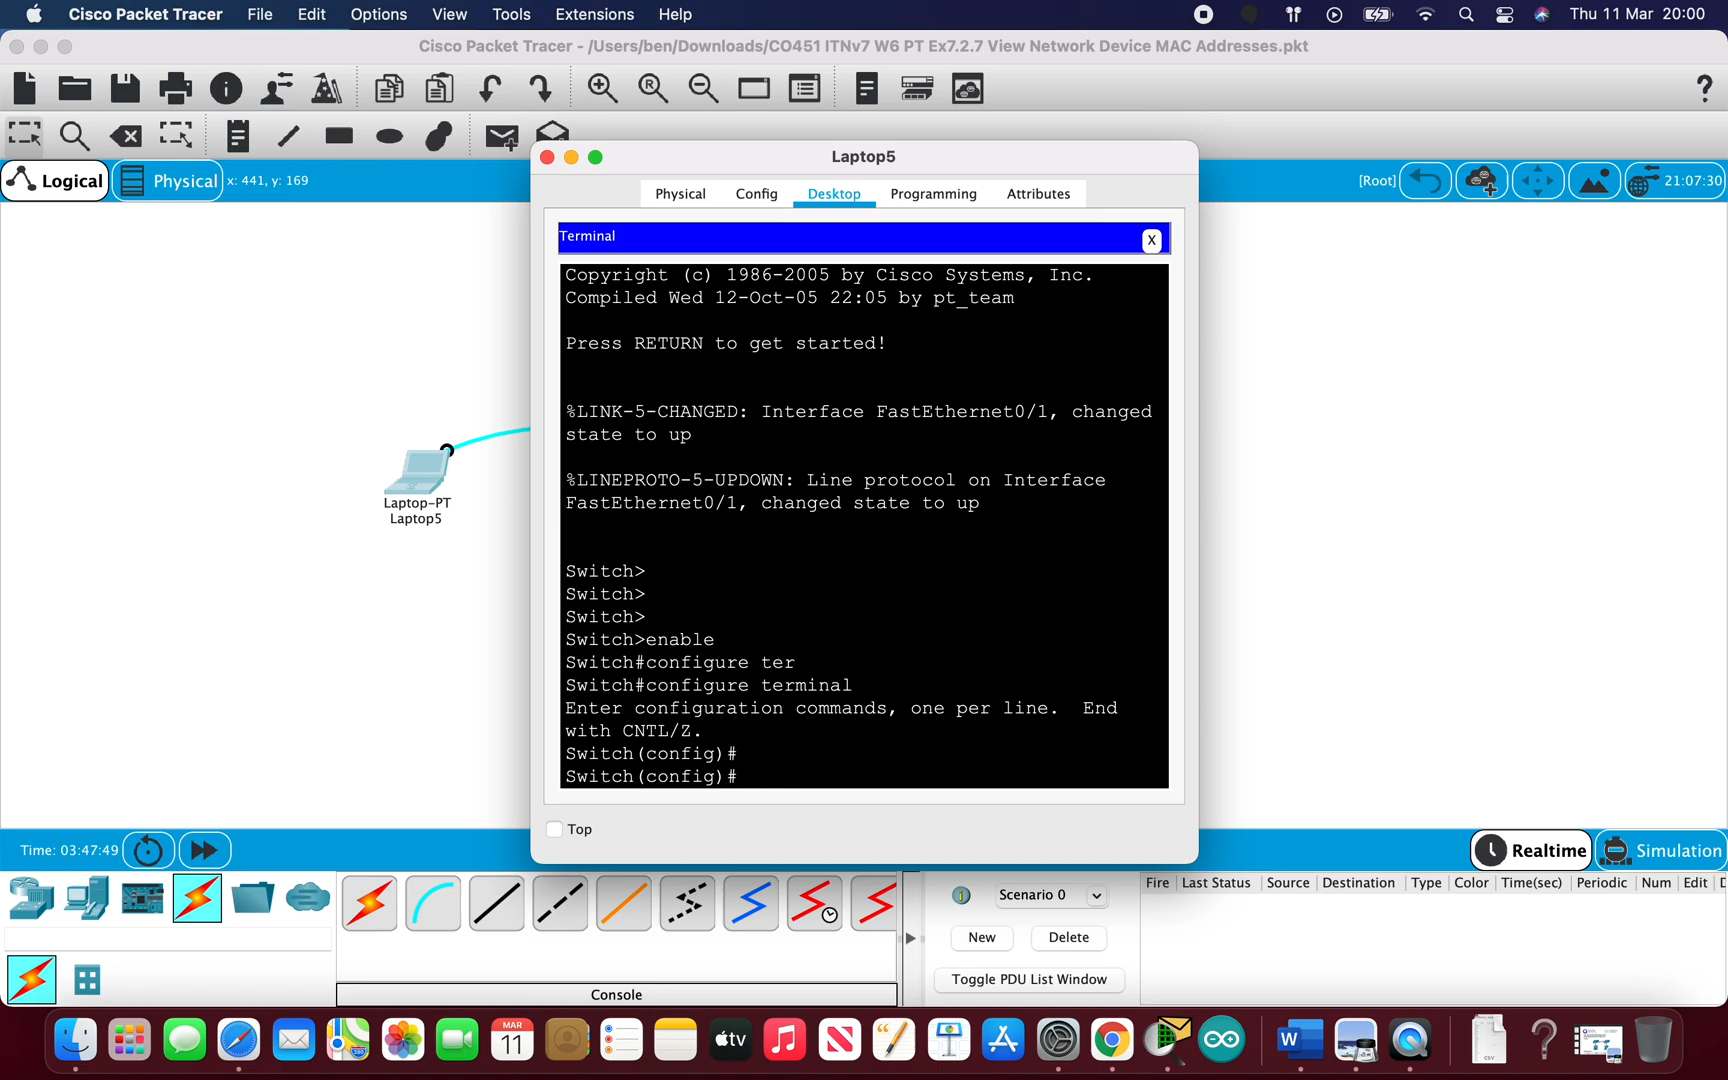 Cisco Packet Tracer File Edit Options View Tools Extensions Help Thu 11 Mar 20:00
Cisco Packet Tracer - /Users/ben/Downloads/CO451 ITNv7 W6 PT Ex7.2.7 View Network Device MAC Addresses.pkt
Logical Physical x: 441, y: 169 [Root] 21:07:30
Laptop5
Physical Config Desktop Programming Attributes
Terminal X
Copyright (c) 1986-2005 by Cisco Systems, Inc.
Compiled Wed 12-Oct-05 22:05 by pt_team
Press RETURN to get started!
%LINK-5-CHANGED: Interface FastEthernet0/1, changed
state to up
%LINEPROTO-5-UPDOWN: Line protocol on Interface
FastEthernet0/1, changed state to up
Switch>
Switch>
Switch>
Switch>enable
Switch#configure ter
Switch#configure terminal
Enter configuration commands, one per line.  End
with CNTL/Z.
Switch(config)#
Switch(config)#
Top
Laptop-PT
Laptop5
Time: 03:47:49 Realtime Simulation
Scenario 0
New Delete
Toggle PDU List Window
Fire Last Status Source Destination Type Color Time(sec) Periodic Num Edit D
Console
MAR
11
tv
W